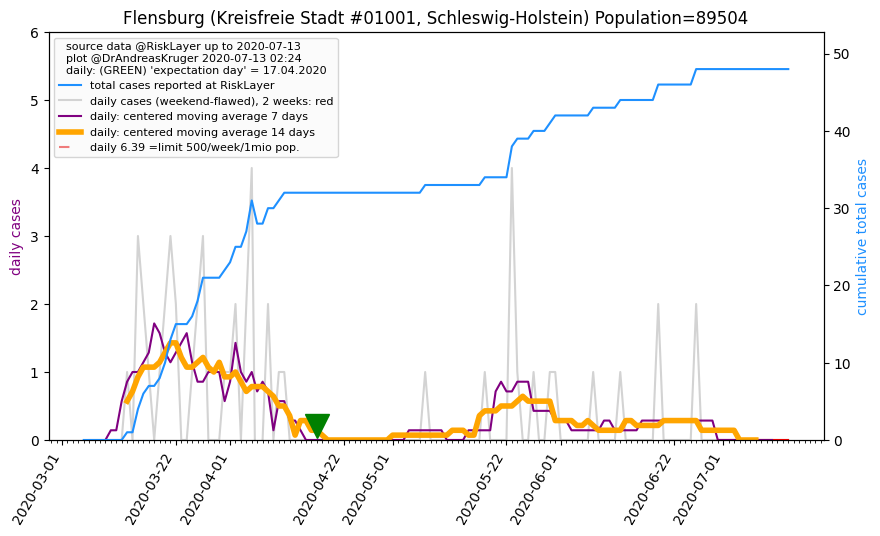 Flensburg (Kreisfreie Stadt #01001, Schleswig-Holstein) Population=89504
source data @RiskLayer up to 2020-07-13
plot @DrAndreasKruger 2020-07-13 02:24
daily: (GREEN) 'expectation day' = 17.04.2020
total cases reported at RiskLayer
daily cases (weekend-flawed), 2 weeks: red
daily: centered moving average 7 days
daily: centered moving average 14 days
daily 6.39 =limit 500/week/1mio pop.
daily cases
6
5
4
3
2
1
0
50
40
30
20
10
0
cumulative total cases
2020-03-01
2020-03-22
2020-04-01
2020-04-22
2020-05-01
2020-05-22
2020-06-01
2020-06-22
2020-07-01